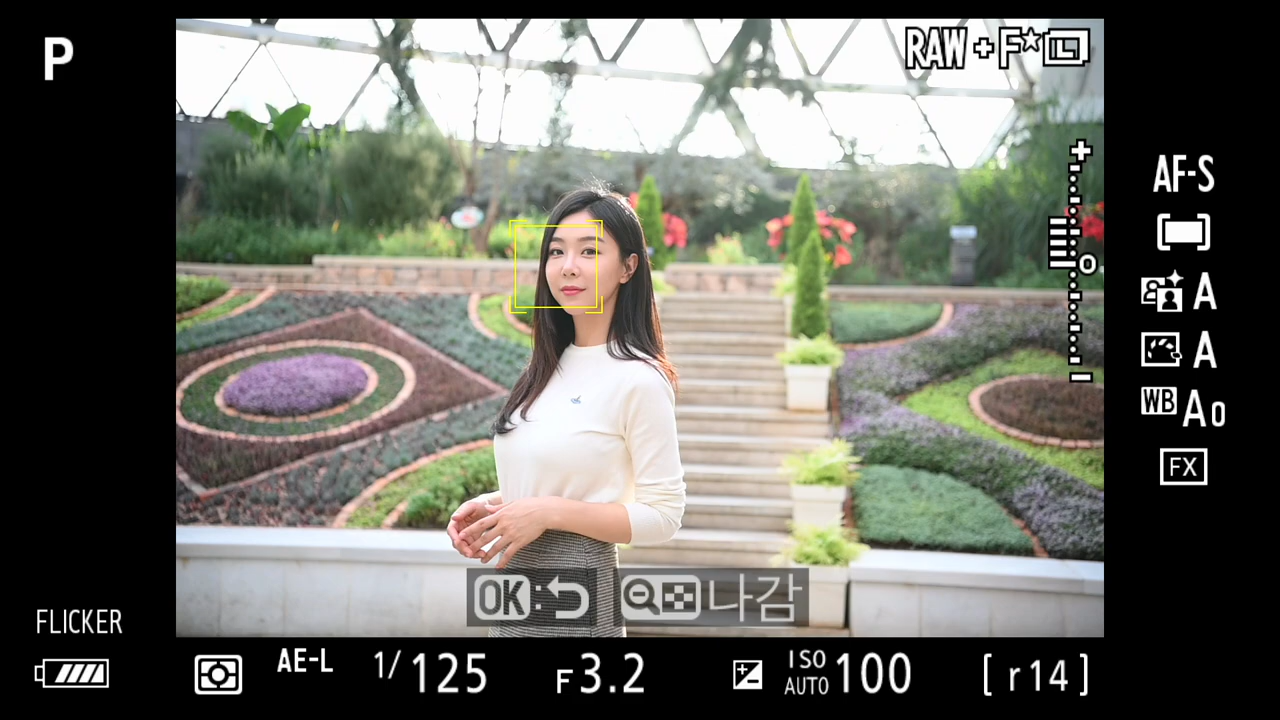 P
RAW+F★L
AF-S
A
A
WB A0
FX
OK: 나감
FLICKER
AE-L 1/125 F3.2 ISO AUTO 100 [r14]